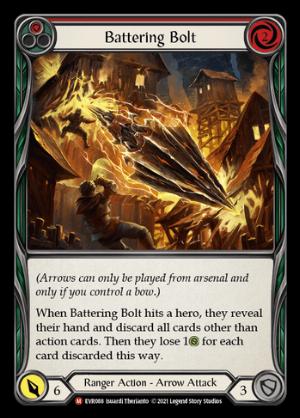 Battering Bolt
2
(Arrows can only be played from arsenal and
only if you control a bow.)
When Battering Bolt hits a hero, they reveal
their hand and discard all cards other than
action cards. Then they lose 1 for each
card discarded this way.
6
Ranger Action - Arrow Attack
3
M EVR088 Isuardi Therianto © 2021 Legend Story Studios